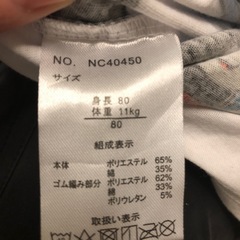 NO. NC40450
サイズ
身長 80
体重 11kg
80
組成表示
本体 ポリエステル 65%
綿 35%
ゴム編み部分 ポリエステル 62%
綿 33%
ポリウレタン 5%
取扱い表示